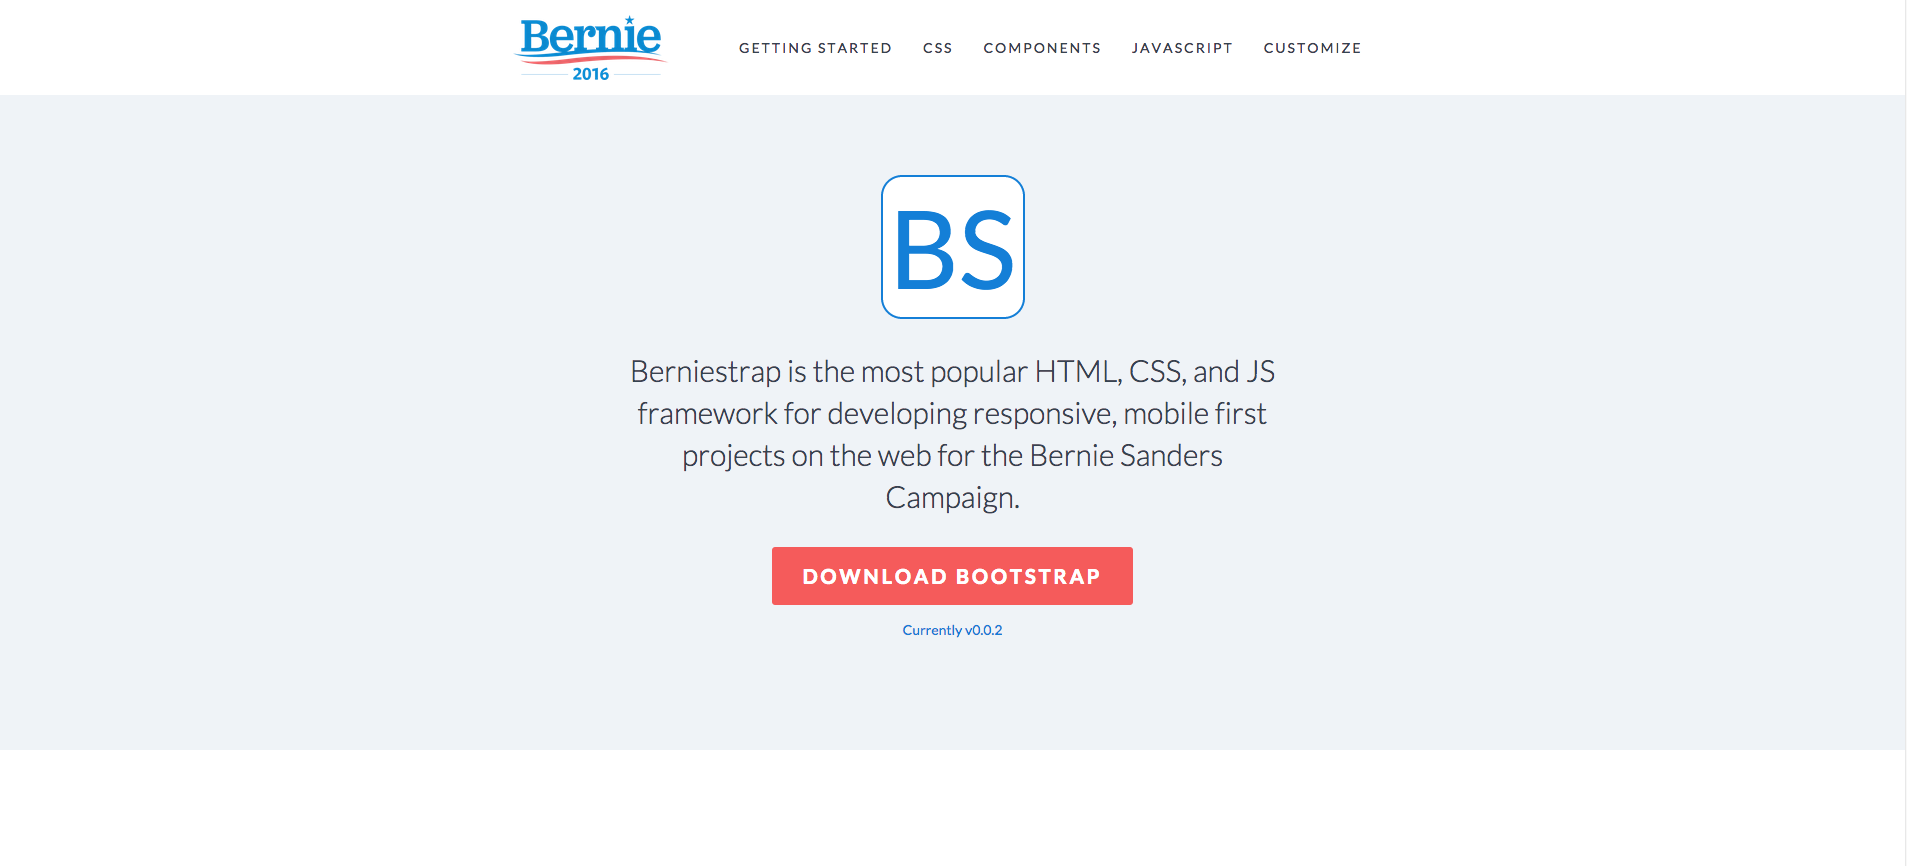 Bernie
2016
GETTING STARTED CSS COMPONENTS JAVASCRIPT CUSTOMIZE
BS
Berniestrap is the most popular HTML, CSS, and JS
framework for developing responsive, mobile first
projects on the web for the Bernie Sanders
Campaign.
DOWNLOAD BOOTSTRAP
Currently v0.0.2